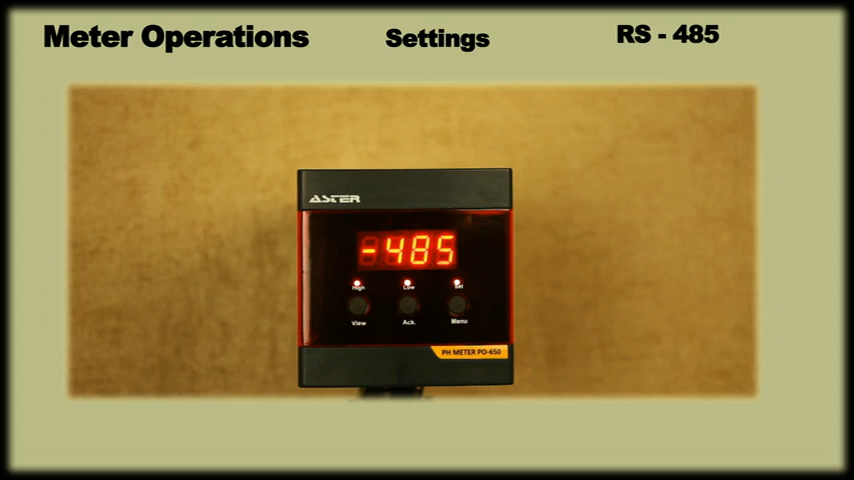 Meter Operations Settings RS - 485
ASTER
-485
High Low Set
View Ack. Menu
PH METER PO-650